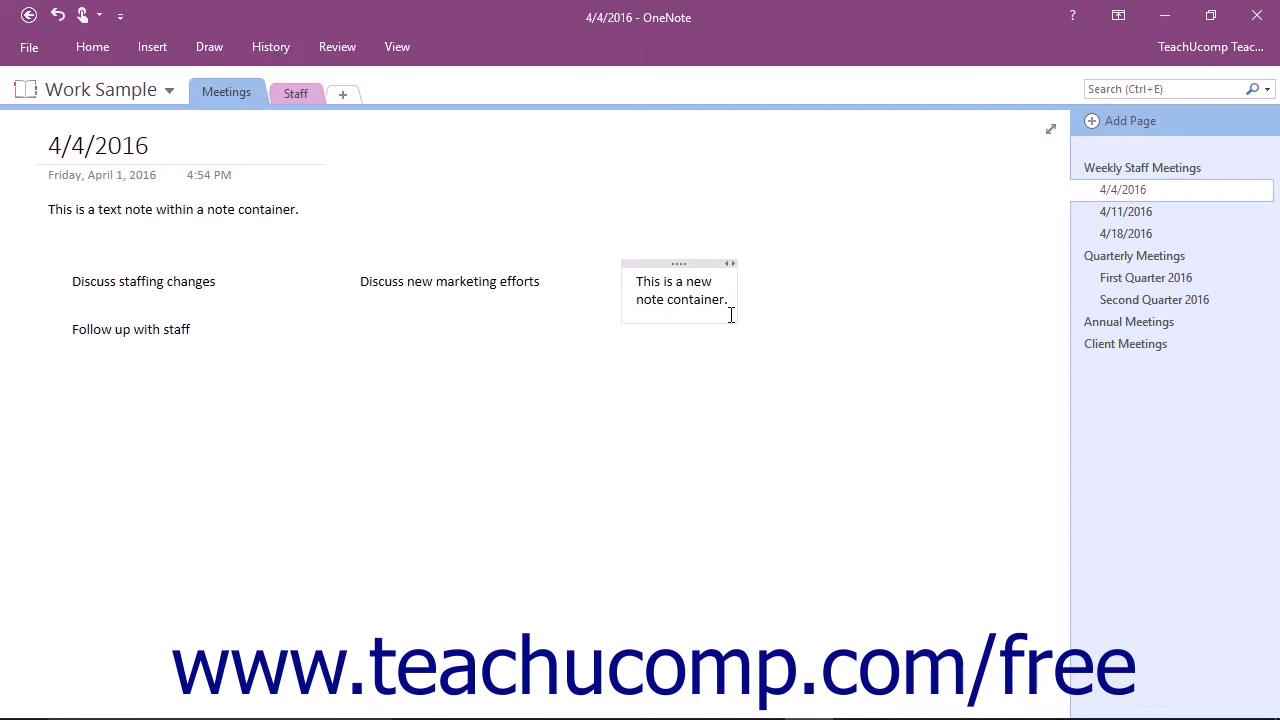 4/4/2016 - OneNote
?
File Home Insert Draw History Review View
TeachUcomp Teac...
Work Sample
Meetings
Staff
+
Search (Ctrl+E)
4/4/2016
Friday, April 1, 2016 4:54 PM
This is a text note within a note container.
Discuss staffing changes
Discuss new marketing efforts
This is a new
note container.
Follow up with staff
Add Page
Weekly Staff Meetings
4/4/2016
4/11/2016
4/18/2016
Quarterly Meetings
First Quarter 2016
Second Quarter 2016
Annual Meetings
Client Meetings
www.teachucomp.com/free